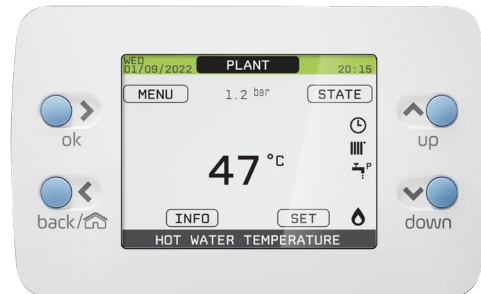 WED
01/09/2022 PLANT 20:15
MENU 1.2 bar STATE
ok
up
47 °C
P
back/
down
INFO SET
HOT WATER TEMPERATURE